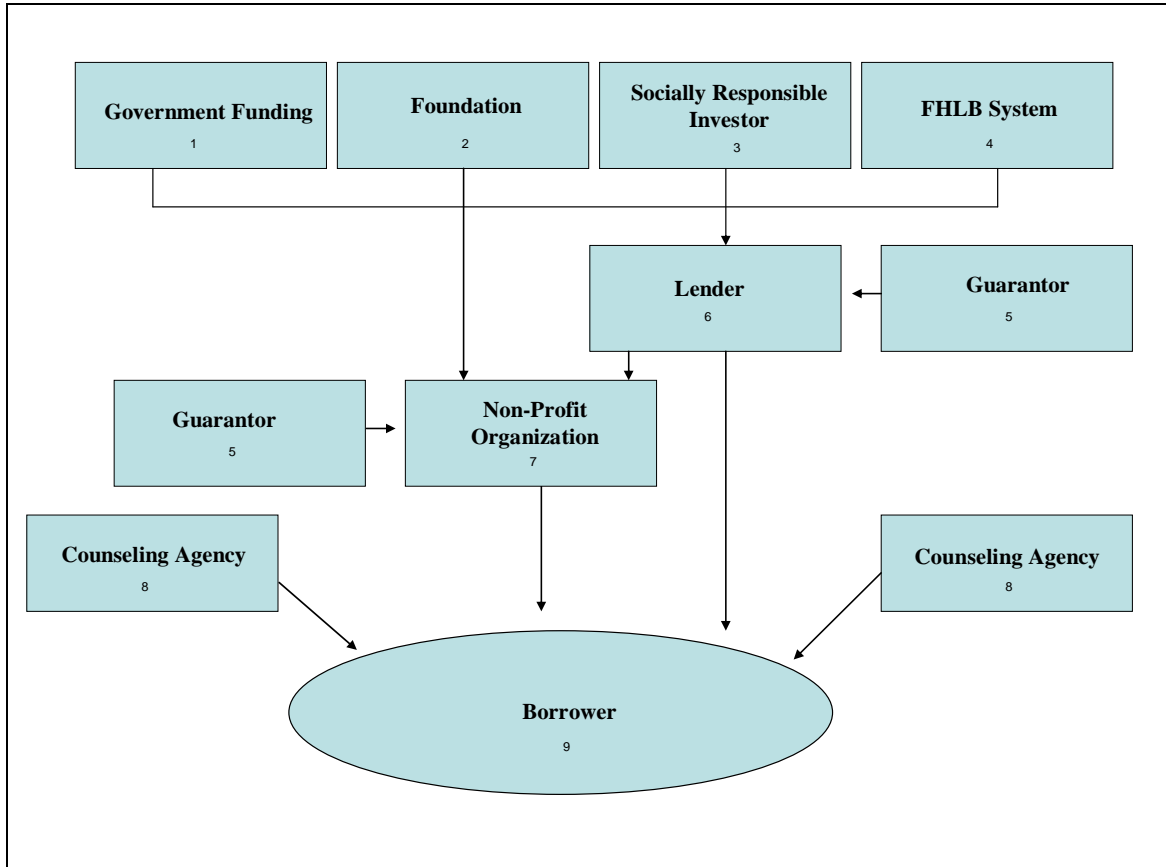 Government Funding
1
Foundation
2
Socially Responsible
Investor
3
FHLB System
4
Lender
6
Guarantor
5
Guarantor
5
Non-Profit
Organization
7
Counseling Agency
8
Counseling Agency
8
Borrower
9